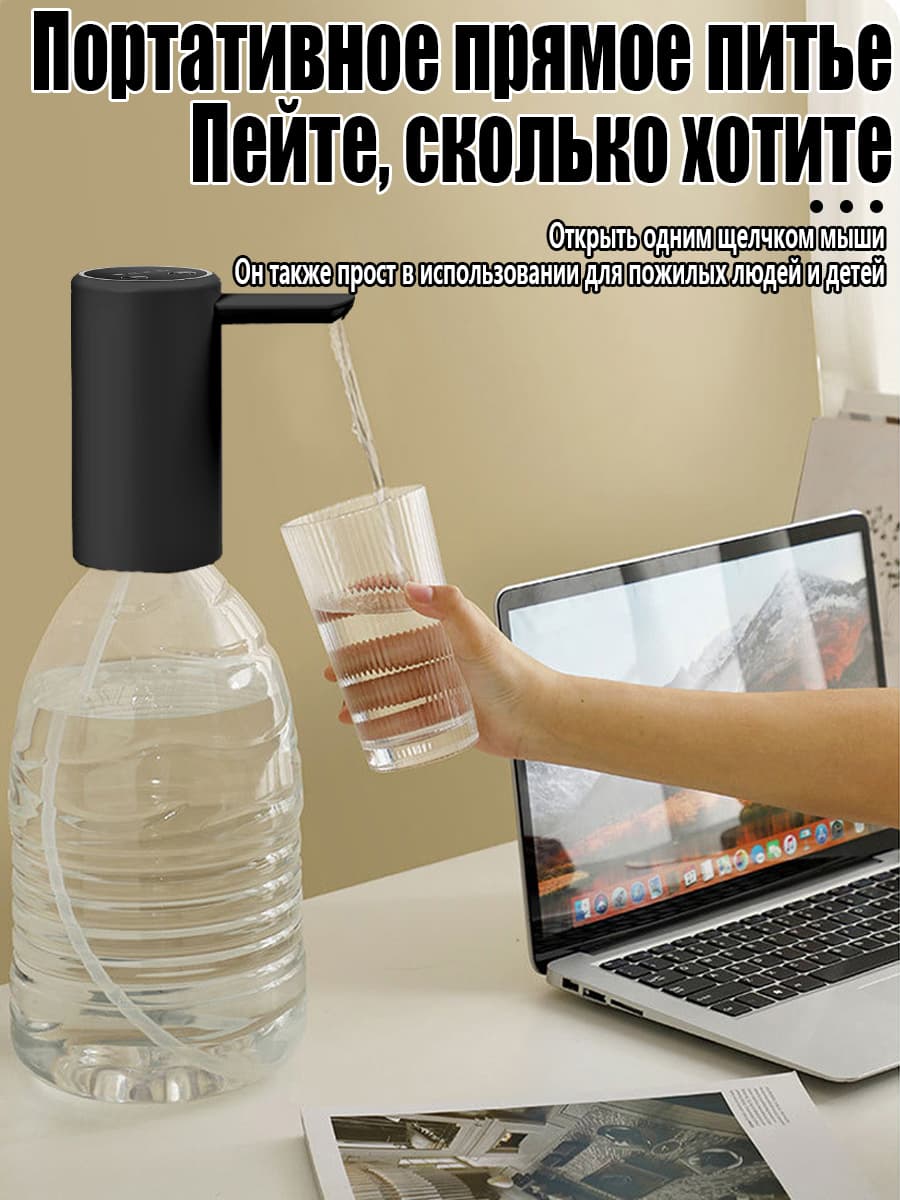 Портативное прямое питье
Пейте, сколько хотите
Открыть одним щелчком мыши
Он также прост в использовании для пожилых людей и детей